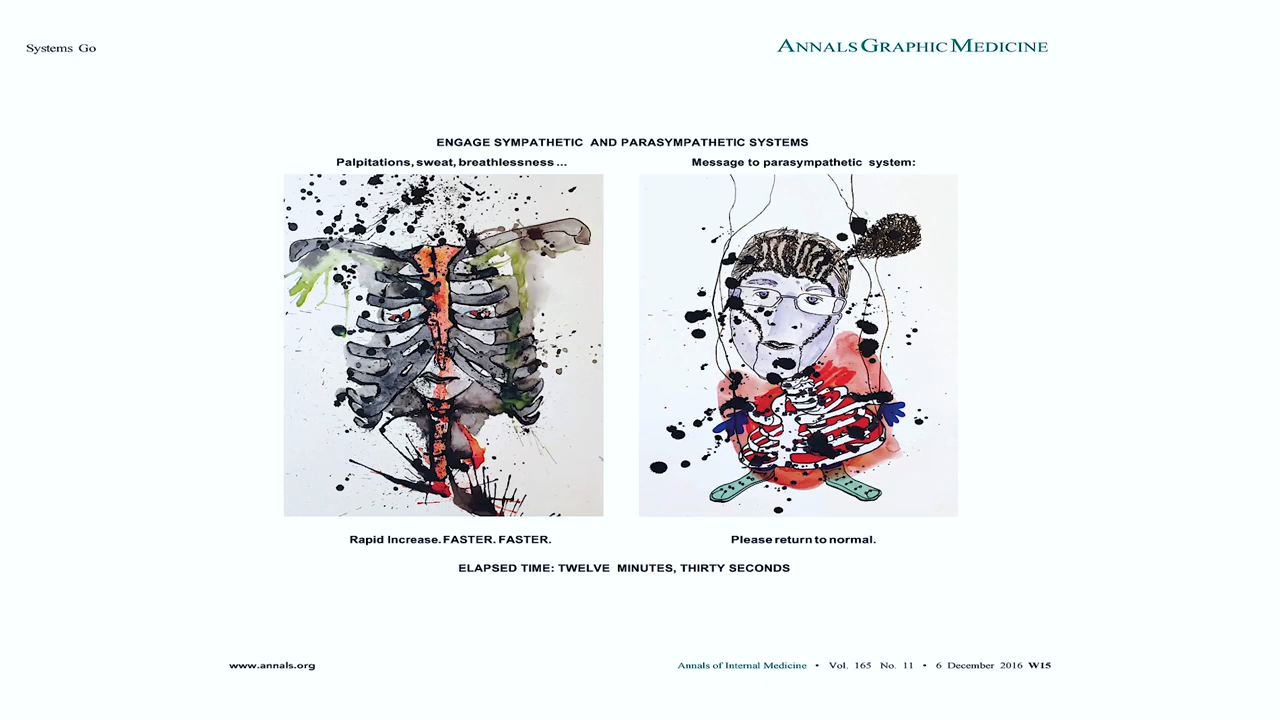 Systems Go
ANNALS GRAPHIC MEDICINE
ENGAGE SYMPATHETIC AND PARASYMPATHETIC SYSTEMS
Palpitations, sweat, breathlessness ...
Message to parasympathetic system:
Rapid Increase. FASTER. FASTER.
Please return to normal.
ELAPSED TIME: TWELVE MINUTES, THIRTY SECONDS
www.annals.org
Annals of Internal Medicine • Vol. 165 No. 11 • 6 December 2016 W15